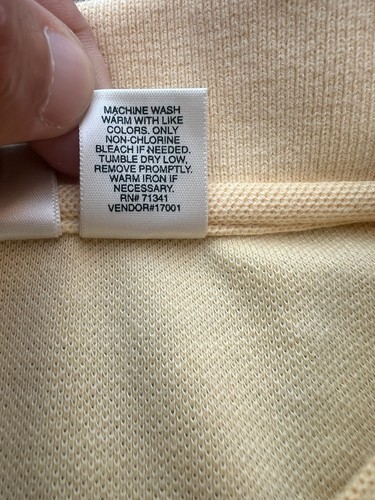 MACHINE WASH
WARM WITH LIKE
COLORS. ONLY
NON-CHLORINE
BLEACH IF NEEDED.
TUMBLE DRY LOW,
REMOVE PROMPTLY.
WARM IRON IF
NECESSARY.
RN# 71341
VENDOR#17001